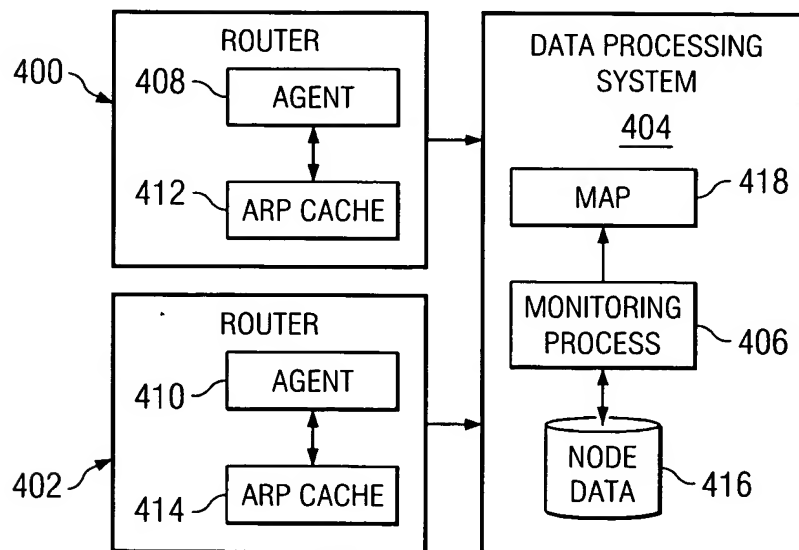 ROUTER
400
408
AGENT
412
ARP CACHE
ROUTER
410
AGENT
402
414
ARP CACHE
DATA PROCESSING
SYSTEM
404
MAP
418
MONITORING
PROCESS
406
NODE
DATA
416